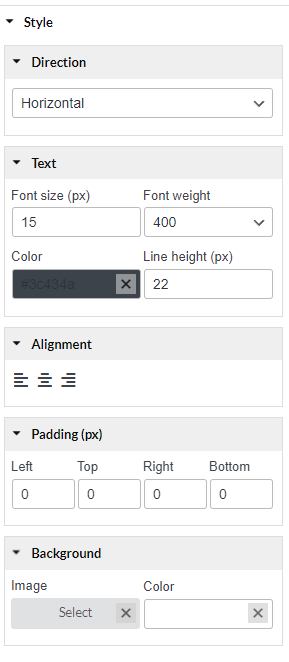 Style
Direction
Horizontal
Text
Font size (px) Font weight
15 400
Color Line height (px)
#3c434a 22
Alignment
Padding (px)
Left Top Right Bottom
0 0 0 0
Background
Image Color
Select